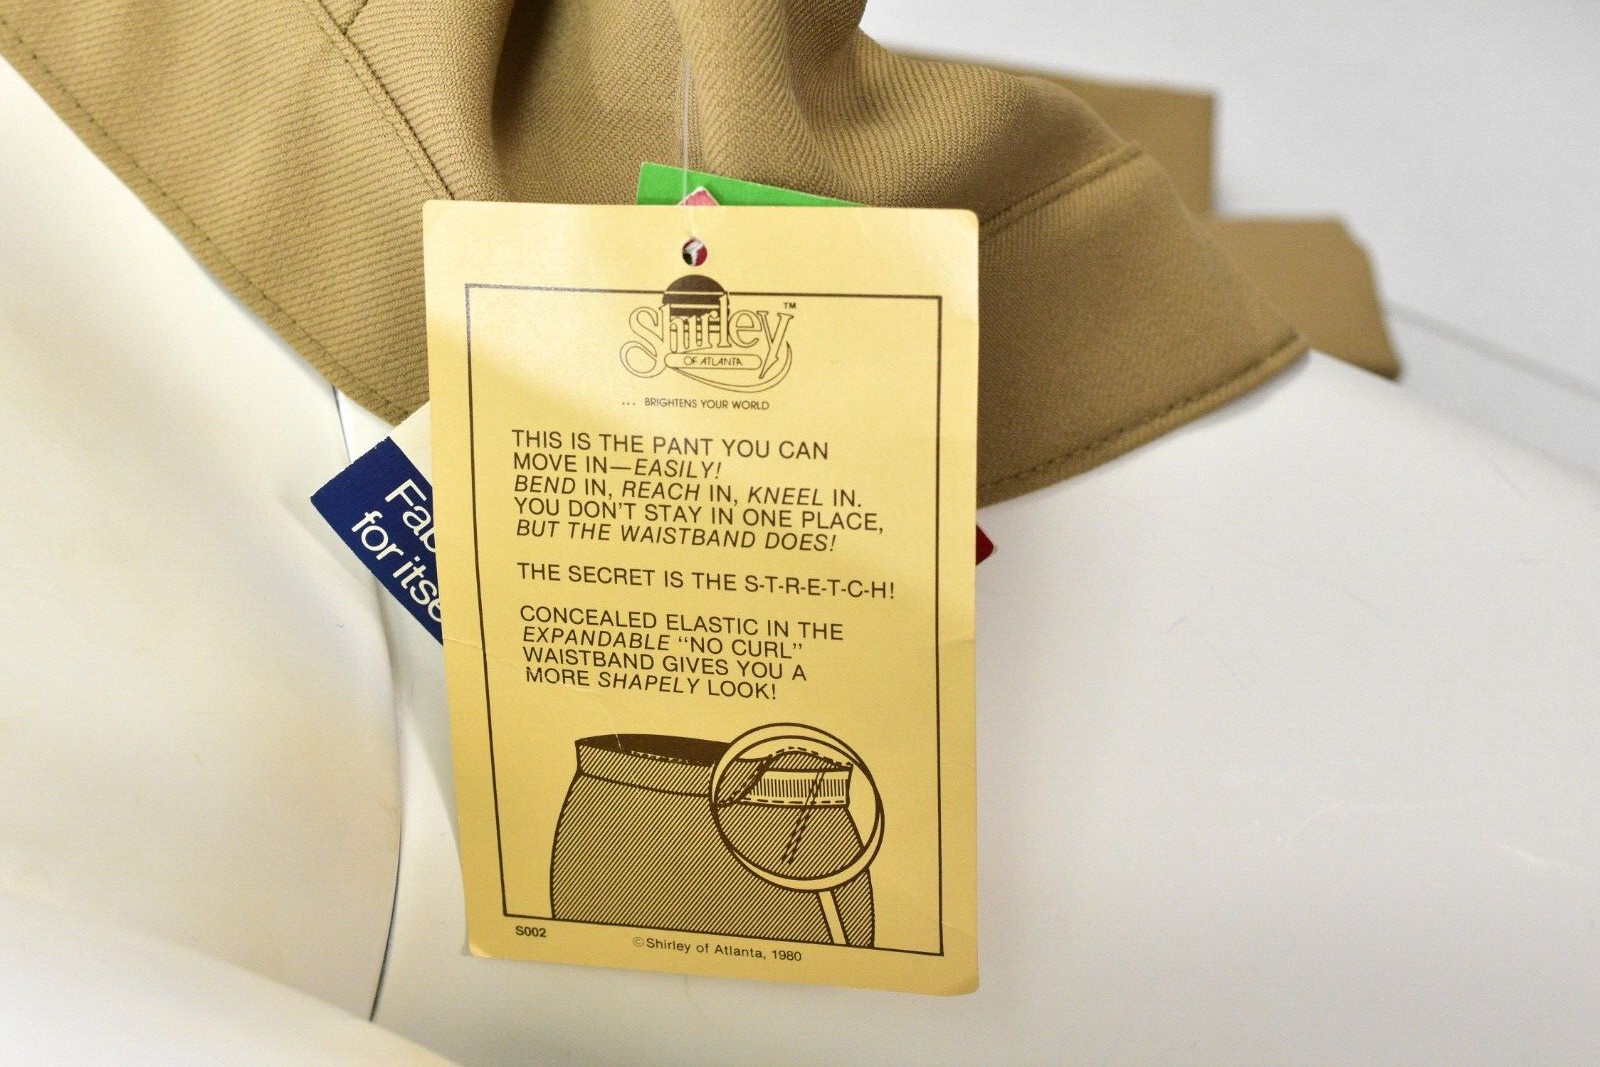 Shirley™
OF ATLANTA
... BRIGHTENS YOUR WORLD
THIS IS THE PANT YOU CAN
MOVE IN—EASILY!
BEND IN, REACH IN, KNEEL IN.
YOU DON'T STAY IN ONE PLACE,
BUT THE WAISTBAND DOES!
THE SECRET IS THE S-T-R-E-T-C-H!
CONCEALED ELASTIC IN THE
EXPANDABLE “NO CURL”
WAISTBAND GIVES YOU A
MORE SHAPELY LOOK!
S002
©Shirley of Atlanta, 1980
for